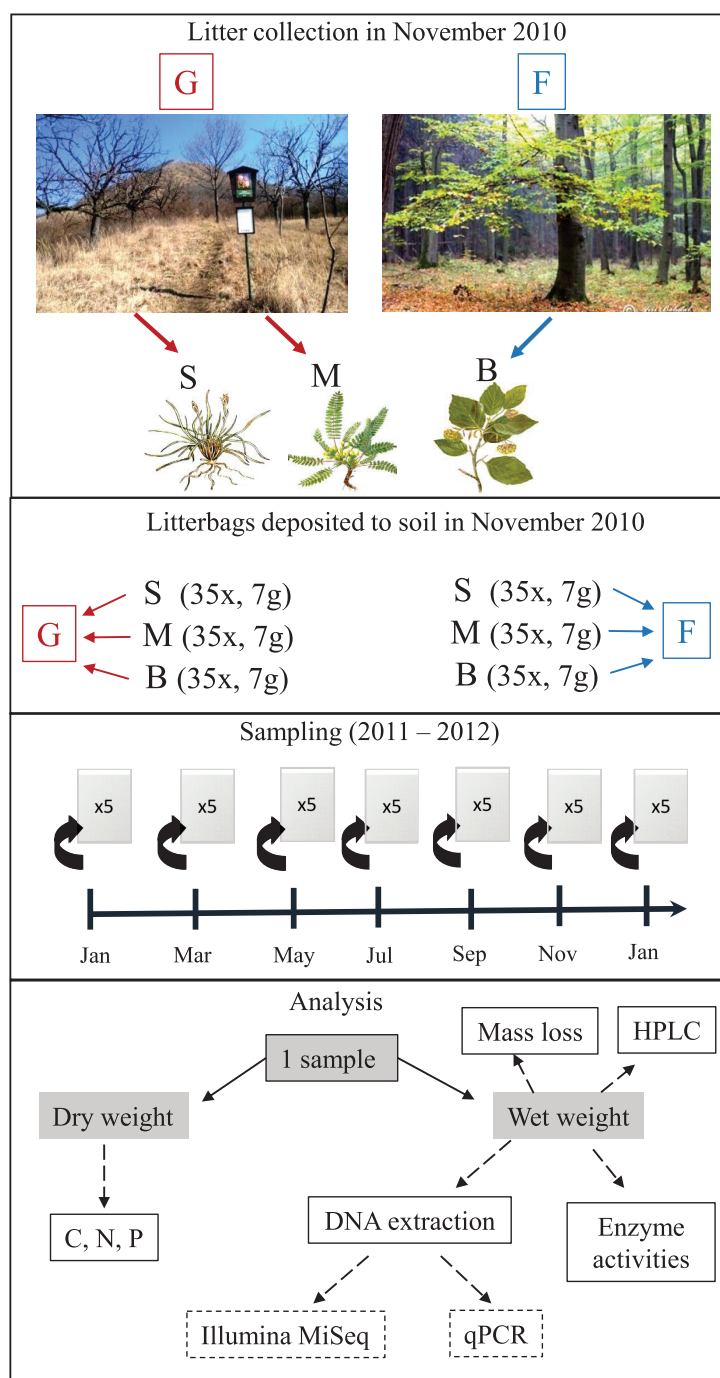 Litter collection in November 2010
G
F
S
M
B
Litterbags deposited to soil in November 2010
S (35x, 7g)
M (35x, 7g)
B (35x, 7g)
G
S (35x, 7g)
M (35x, 7g)
B (35x, 7g)
F
Sampling (2011 – 2012)
x5 x5 x5 x5 x5 x5 x5
Jan Mar May Jul Sep Nov Jan
Analysis
1 sample
Mass loss
HPLC
Dry weight
Wet weight
C, N, P
DNA extraction
Enzyme
activities
Illumina MiSeq
qPCR